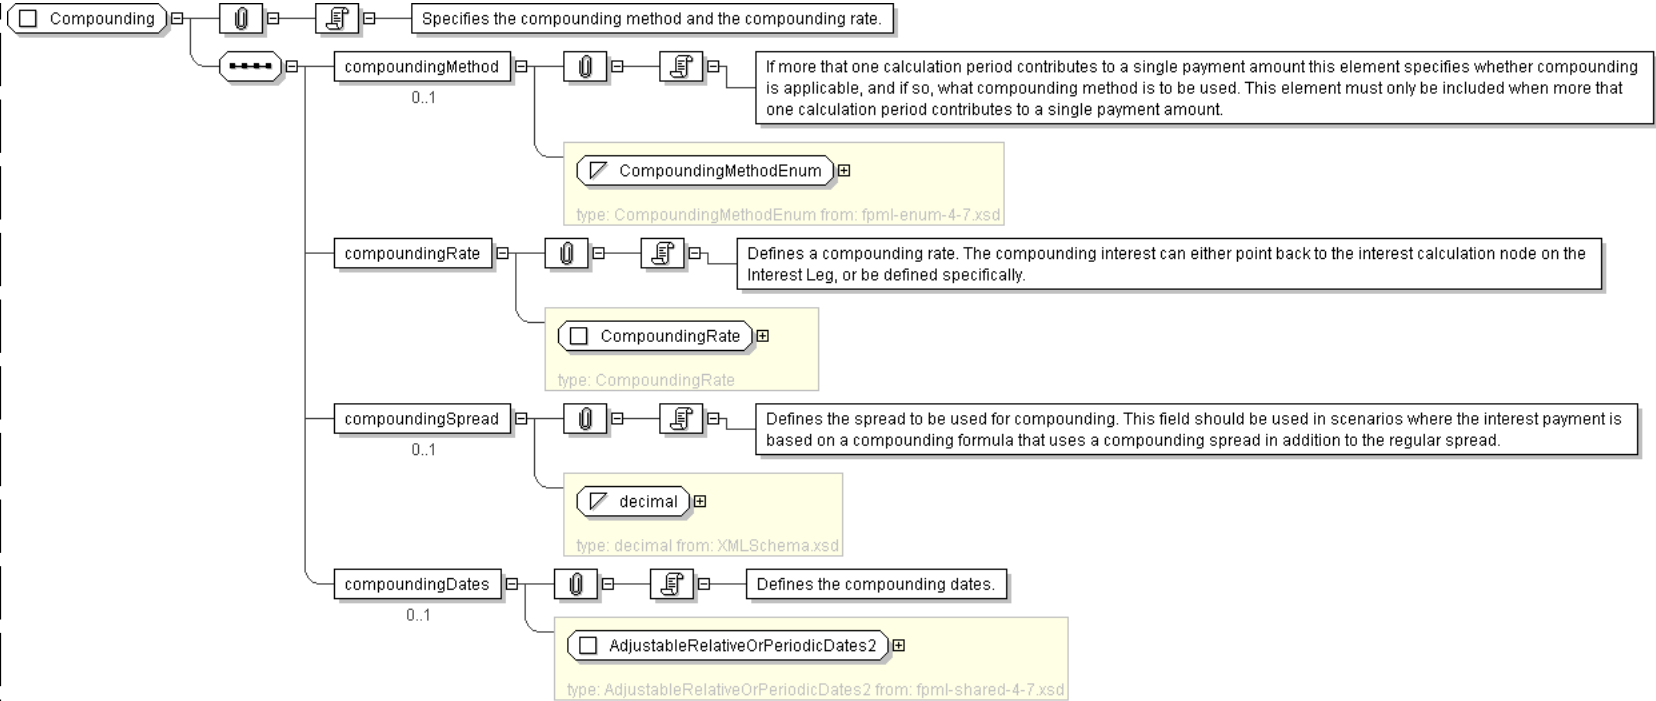 Compounding
Specifies the compounding method and the compounding rate.
compoundingMethod
0..1
If more that one calculation period contributes to a single payment amount this element specifies whether compounding
is applicable, and if so, what compounding method is to be used. This element must only be included when more that
one calculation period contributes to a single payment amount.
CompoundingMethodEnum
type: CompoundingMethodEnum from: fpml-enum-4-7.xsd
compoundingRate
Defines a compounding rate. The compounding interest can either point back to the interest calculation node on the
Interest Leg, or be defined specifically.
CompoundingRate
type: CompoundingRate
compoundingSpread
0..1
Defines the spread to be used for compounding. This field should be used in scenarios where the interest payment is
based on a compounding formula that uses a compounding spread in addition to the regular spread.
decimal
type: decimal from: XMLSchema.xsd
compoundingDates
0..1
Defines the compounding dates.
AdjustableRelativeOrPeriodicDates2
type: AdjustableRelativeOrPeriodicDates2 from: fpml-shared-4-7.xsd